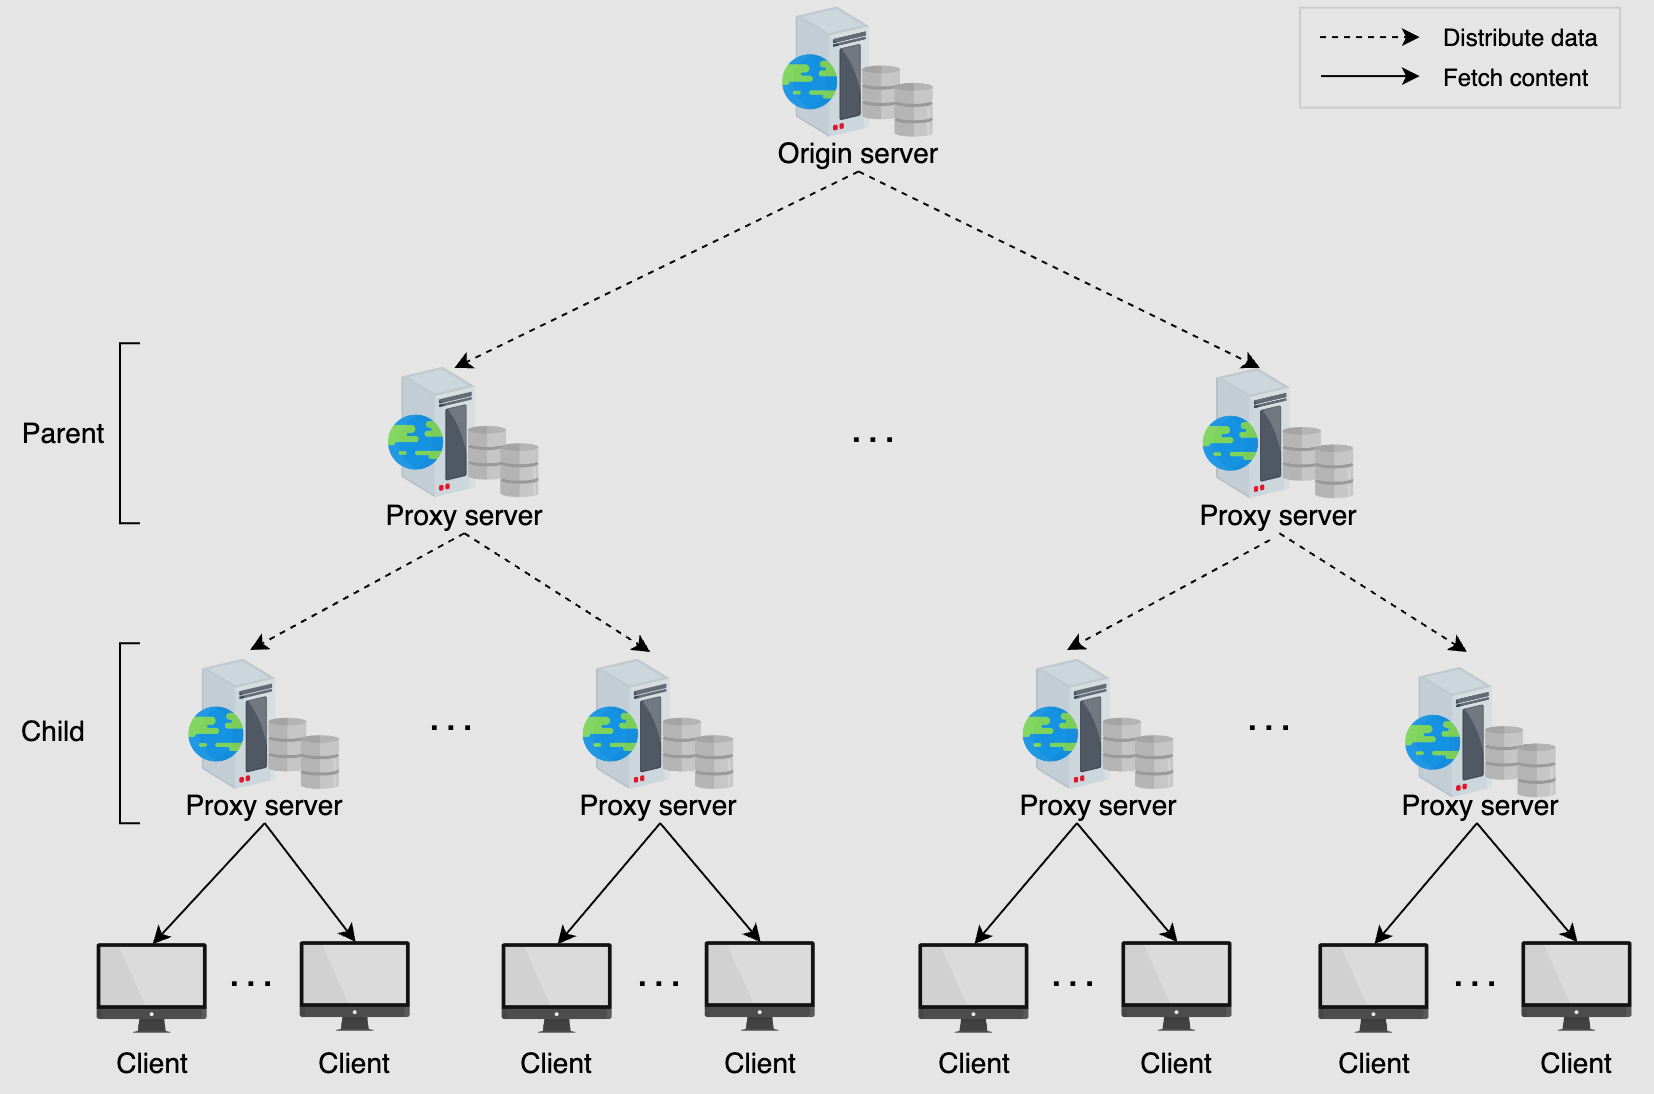 Distribute data
Fetch content
Origin server
Parent
...
Proxy server
Proxy server
Child
...
...
Proxy server
Proxy server
Proxy server
Proxy server
...
...
...
...
Client
Client
Client
Client
Client
Client
Client
Client